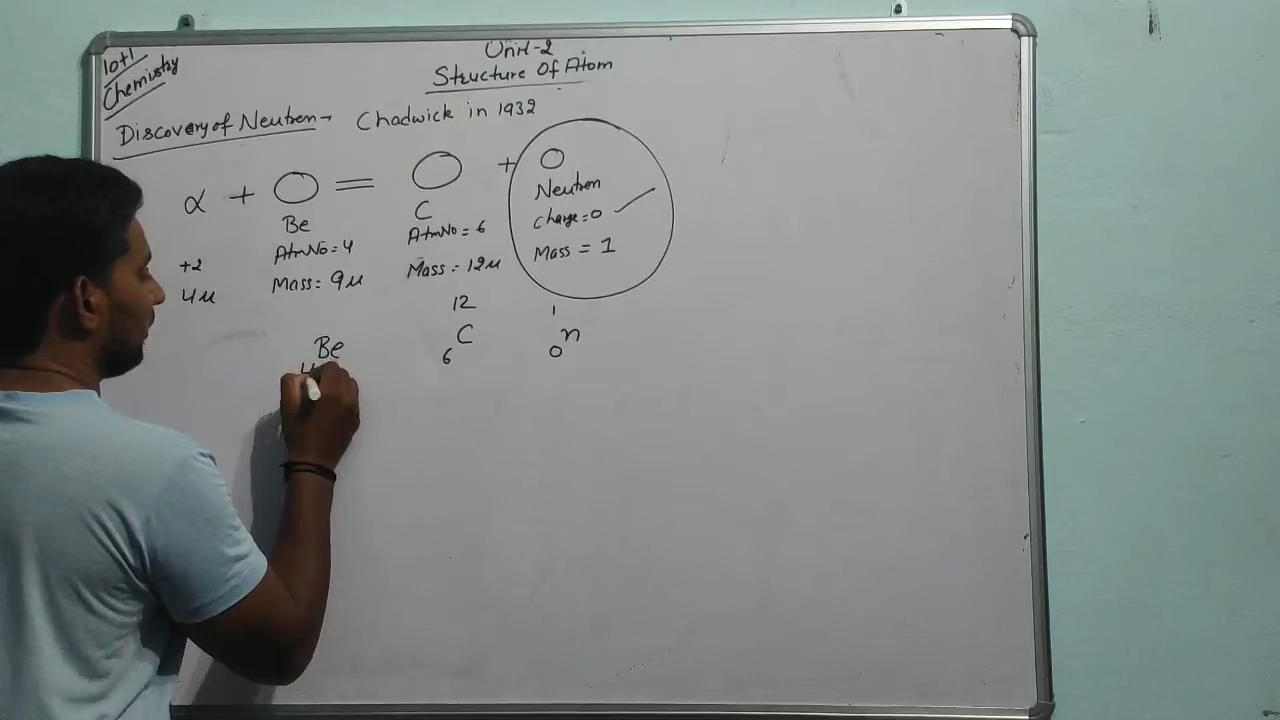 10+1
Chemistry
Unit-2
Structure Of Atom
Discovery of Neutron→ Chadwick in 1932
α + = +
Be
Atm No = 4
Mass = 9u
+2
4u
C
Atm No = 6
Mass = 12u
Neutron
Charge = 0
Mass = 1
12
C
6
1
n
0
Be
4